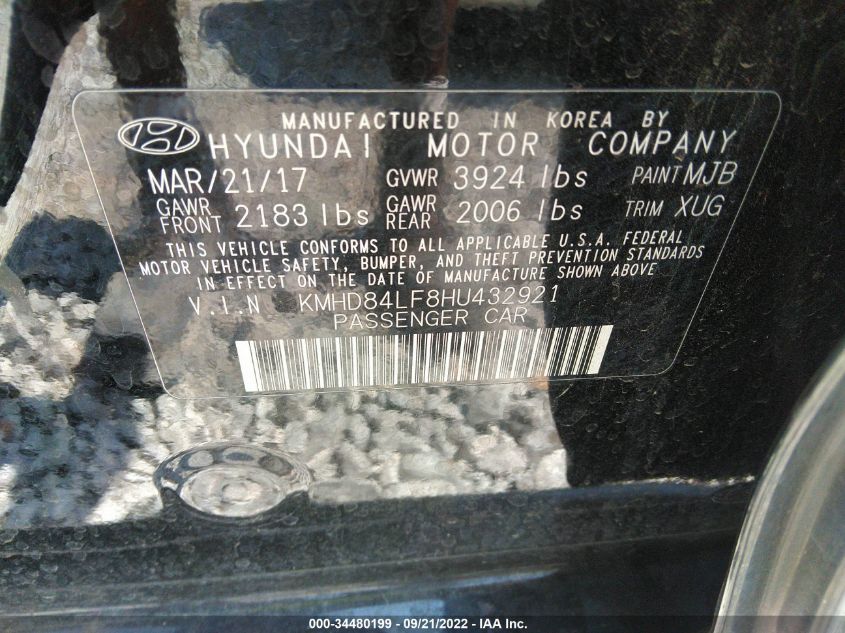 MANUFACTURED IN KOREA BY
HYUNDAI MOTOR COMPANY
MAR/21/17 GVWR 3924 lbs PAINT MJB
GAWR FRONT 2183 lbs GAWR REAR 2006 lbs TRIM XUG
THIS VEHICLE CONFORMS TO ALL APPLICABLE U.S.A. FEDERAL
MOTOR VEHICLE SAFETY, BUMPER, AND THEFT PREVENTION STANDARDS
IN EFFECT ON THE DATE OF MANUFACTURE SHOWN ABOVE
V.I.N KMHD84LF8HU432921
PASSENGER CAR
000-34480199 - 09/21/2022 - IAA Inc.